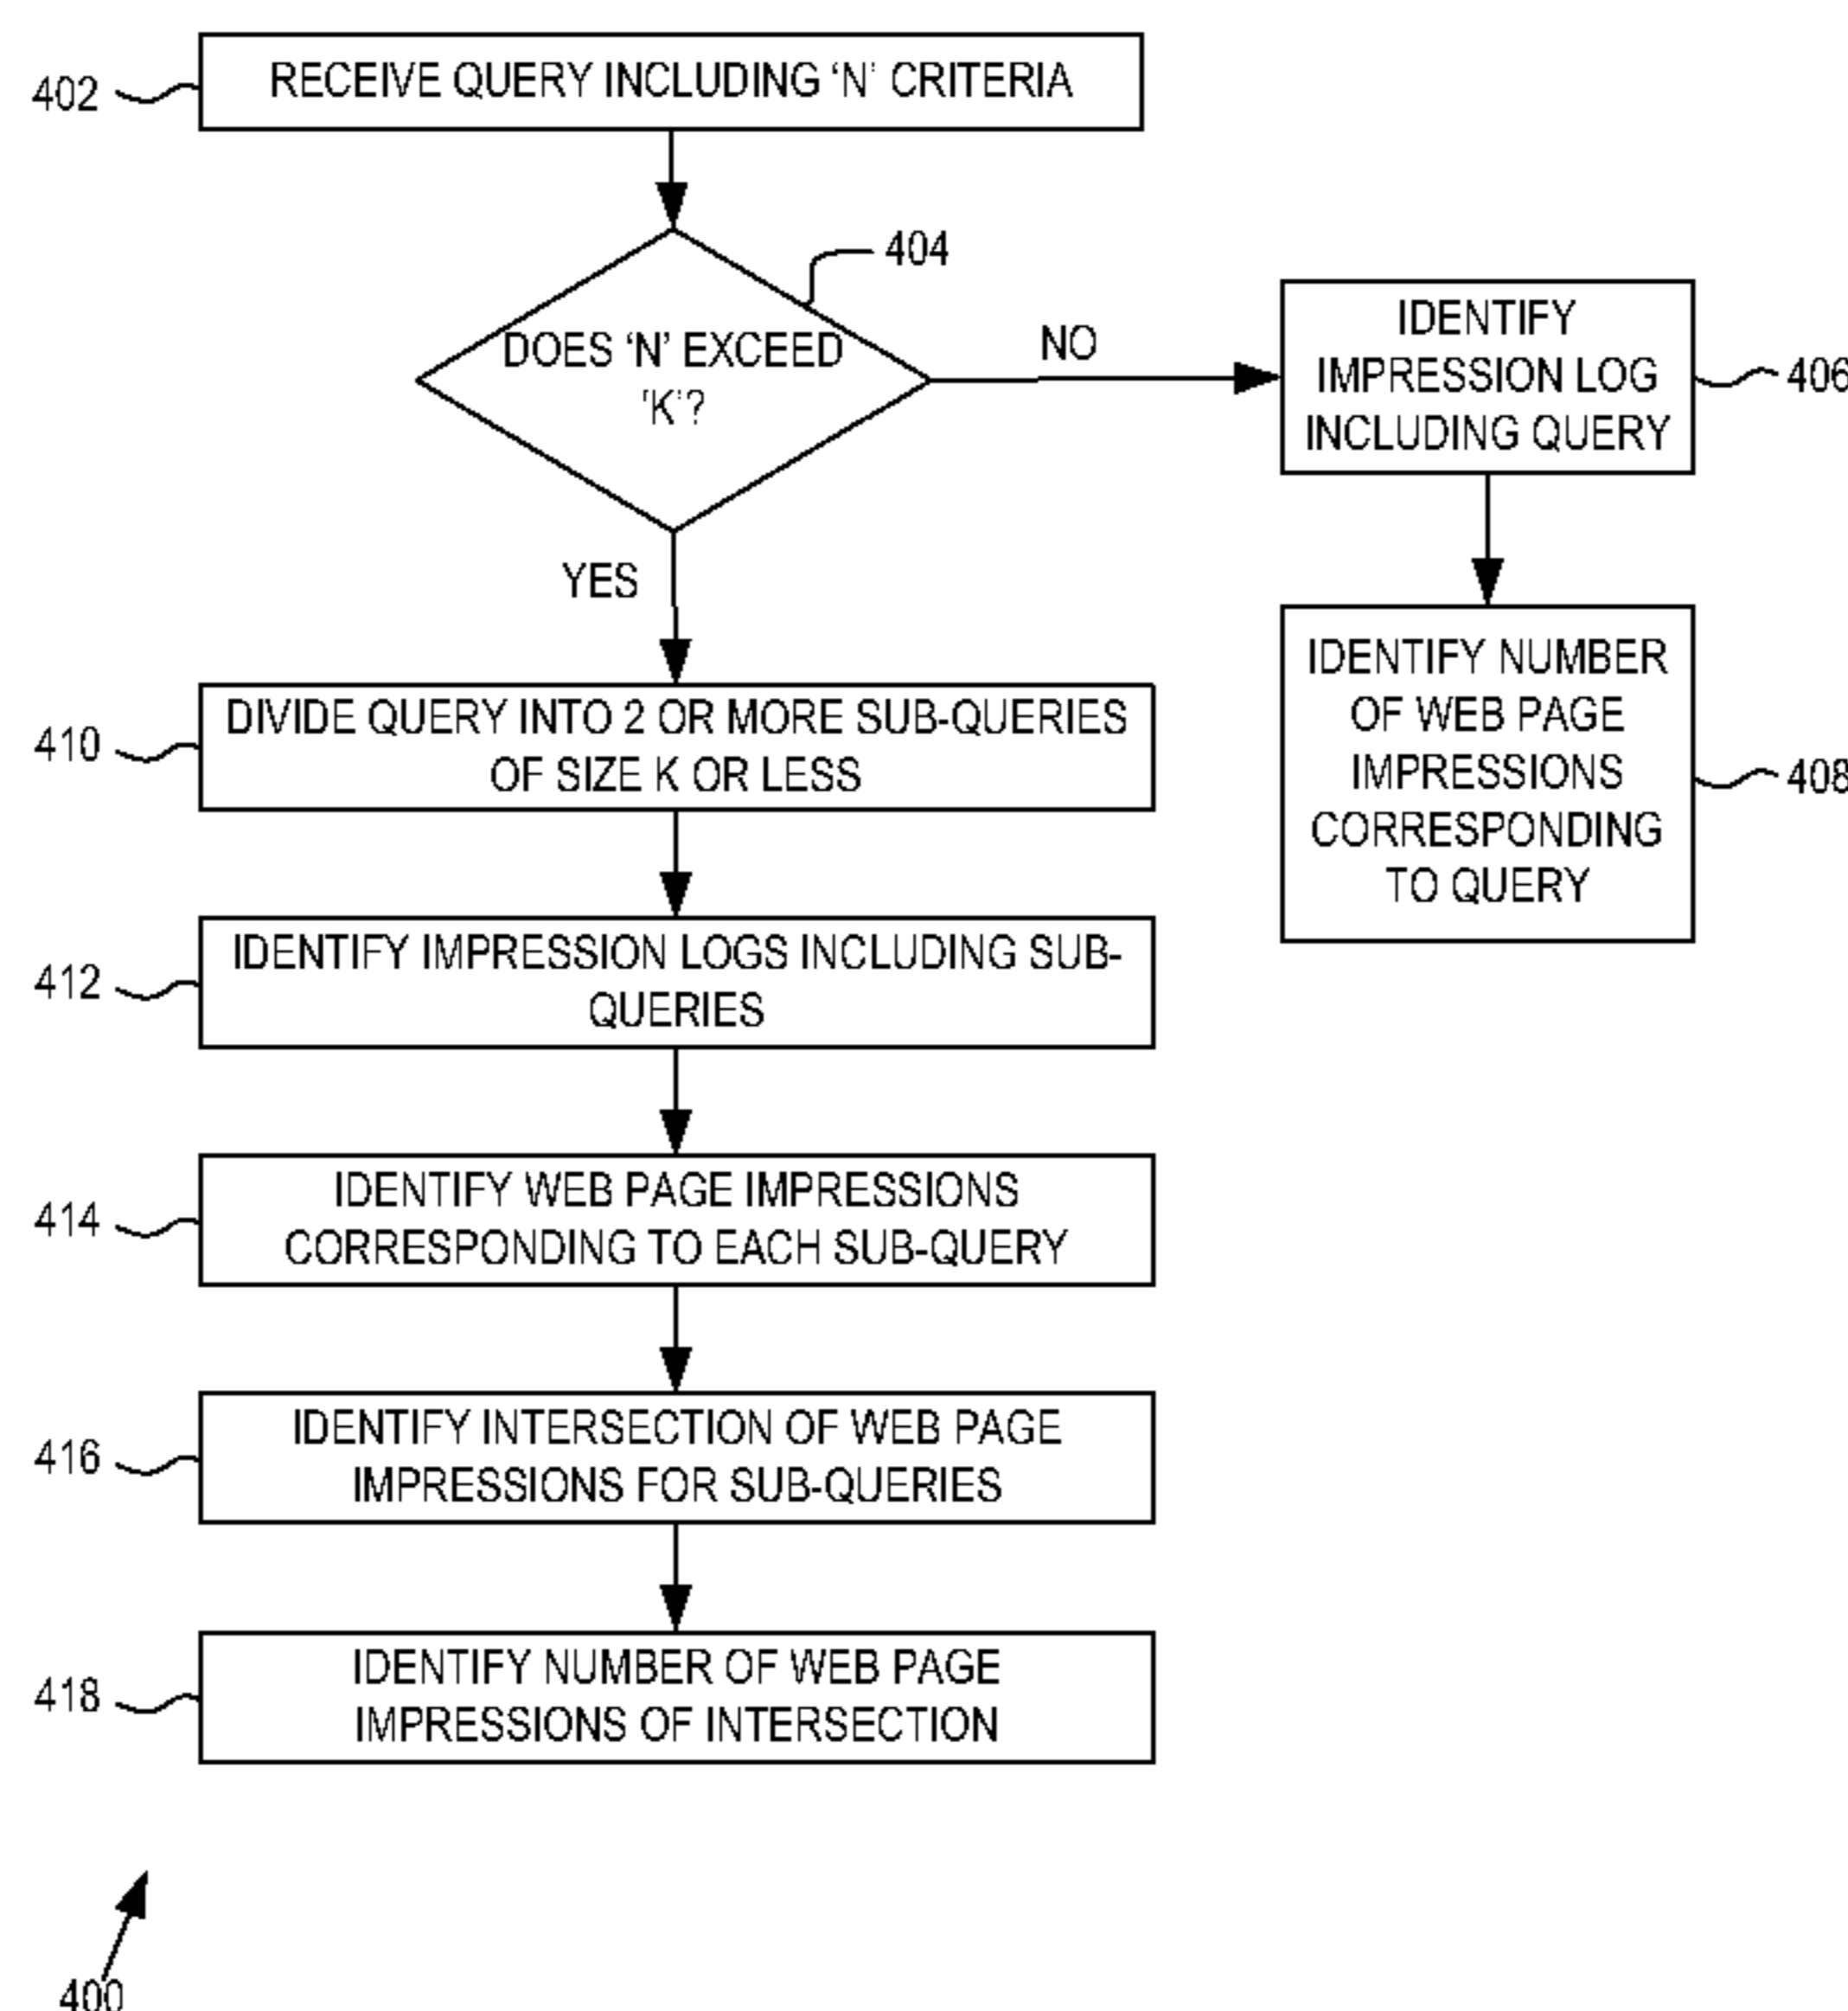 402
RECEIVE QUERY INCLUDING ‘N’ CRITERIA
404
DOES ‘N’ EXCEED
‘K’?
NO
IDENTIFY
IMPRESSION LOG
INCLUDING QUERY
406
YES
IDENTIFY NUMBER
OF WEB PAGE
IMPRESSIONS
CORRESPONDING
TO QUERY
408
410
DIVIDE QUERY INTO 2 OR MORE SUB-QUERIES
OF SIZE K OR LESS
412
IDENTIFY IMPRESSION LOGS INCLUDING SUB-
QUERIES
414
IDENTIFY WEB PAGE IMPRESSIONS
CORRESPONDING TO EACH SUB-QUERY
416
IDENTIFY INTERSECTION OF WEB PAGE
IMPRESSIONS FOR SUB-QUERIES
418
IDENTIFY NUMBER OF WEB PAGE
IMPRESSIONS OF INTERSECTION
400